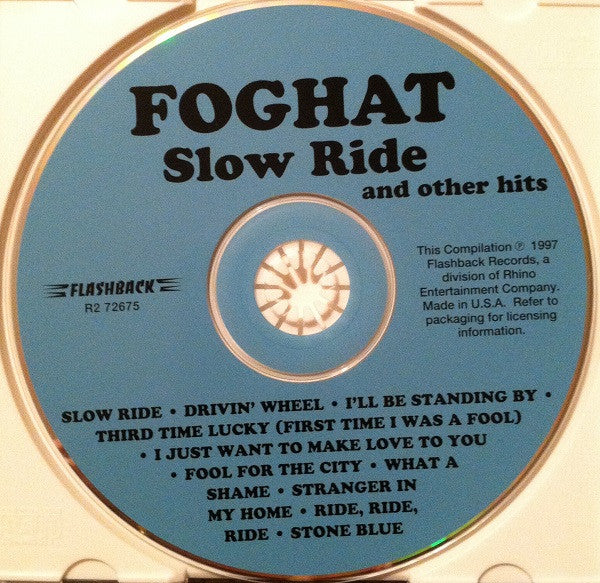 FOGHAT
Slow Ride
and other hits
FLASHBACK
R2 72675
This Compilation ℗ 1997
Flashback Records, a
division of Rhino
Entertainment Company.
Made in U.S.A. Refer to
packaging for licensing
information.
SLOW RIDE • DRIVIN' WHEEL • I'LL BE STANDING BY •
THIRD TIME LUCKY (FIRST TIME I WAS A FOOL)
• I JUST WANT TO MAKE LOVE TO YOU
• FOOL FOR THE CITY • WHAT A
SHAME • STRANGER IN
MY HOME • RIDE, RIDE,
RIDE • STONE BLUE